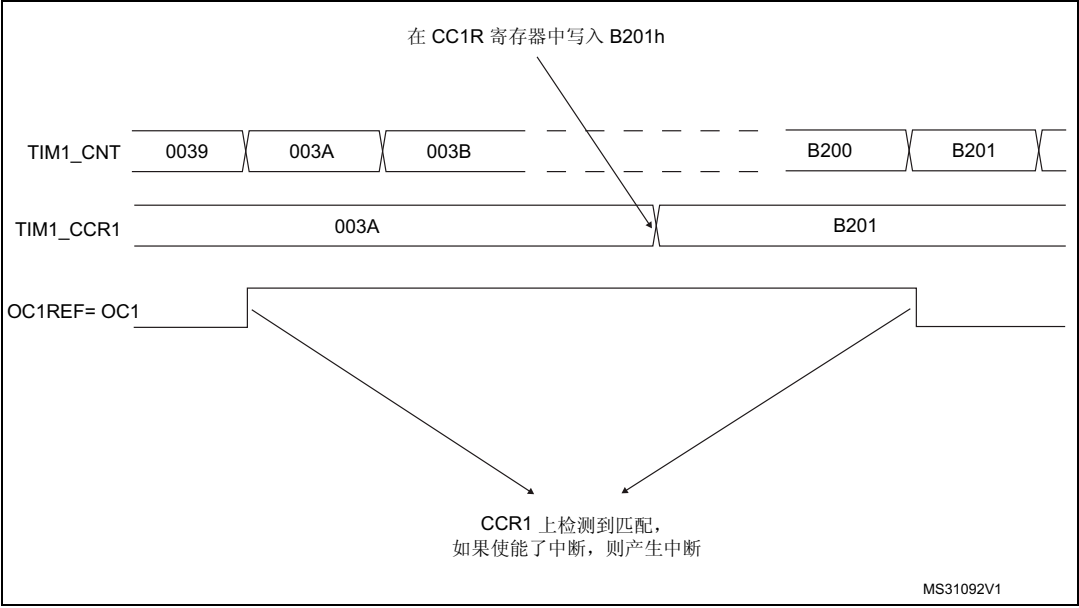 在 CC1R 寄存器中写入 B201h
TIM1_CNT 0039 003A 003B B200 B201
TIM1_CCR1 003A B201
OC1REF= OC1
CCR1 上检测到匹配，
如果使能了中断，则产生中断
MS31092V1